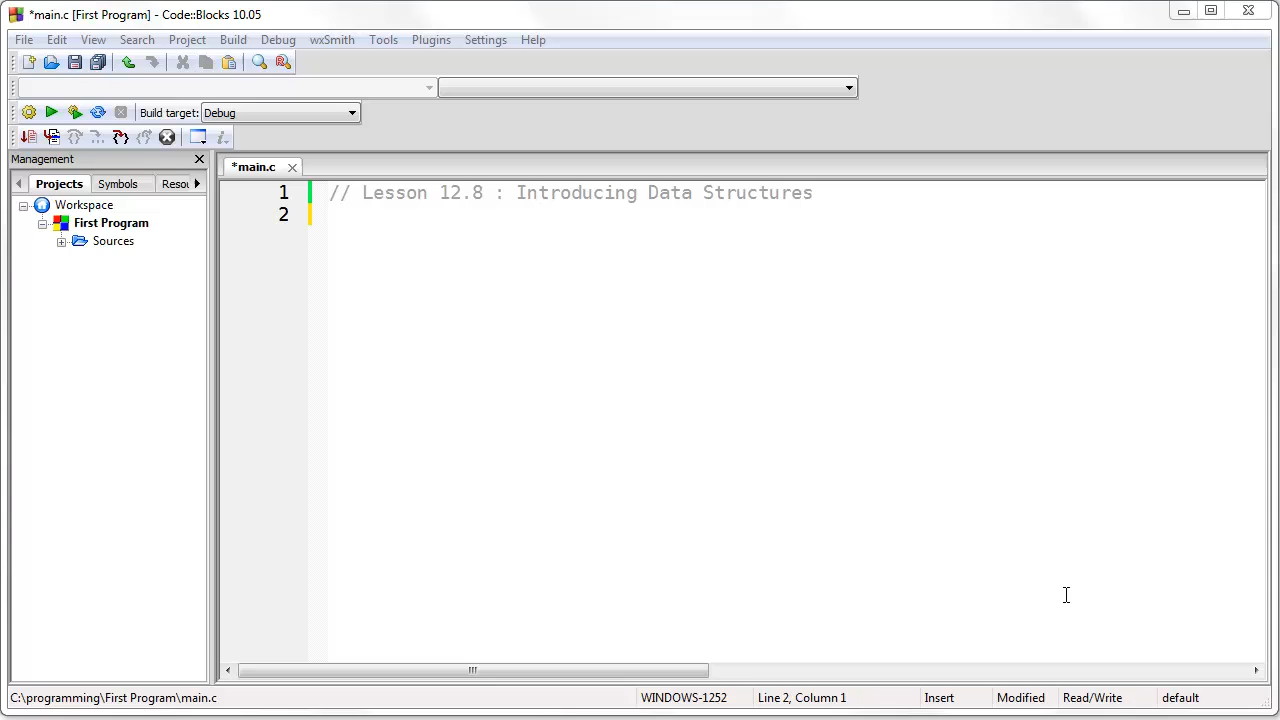 *main.c [First Program] - Code::Blocks 10.05
File Edit View Search Project Build Debug wxSmith Tools Plugins Settings Help
Build target: Debug
Management
*main.c
Projects Symbols Resou
1 // Lesson 12.8 : Introducing Data Structures
2
Workspace
First Program
Sources
C:\programming\First Program\main.c WINDOWS-1252 Line 2, Column 1 Insert Modified Read/Write default